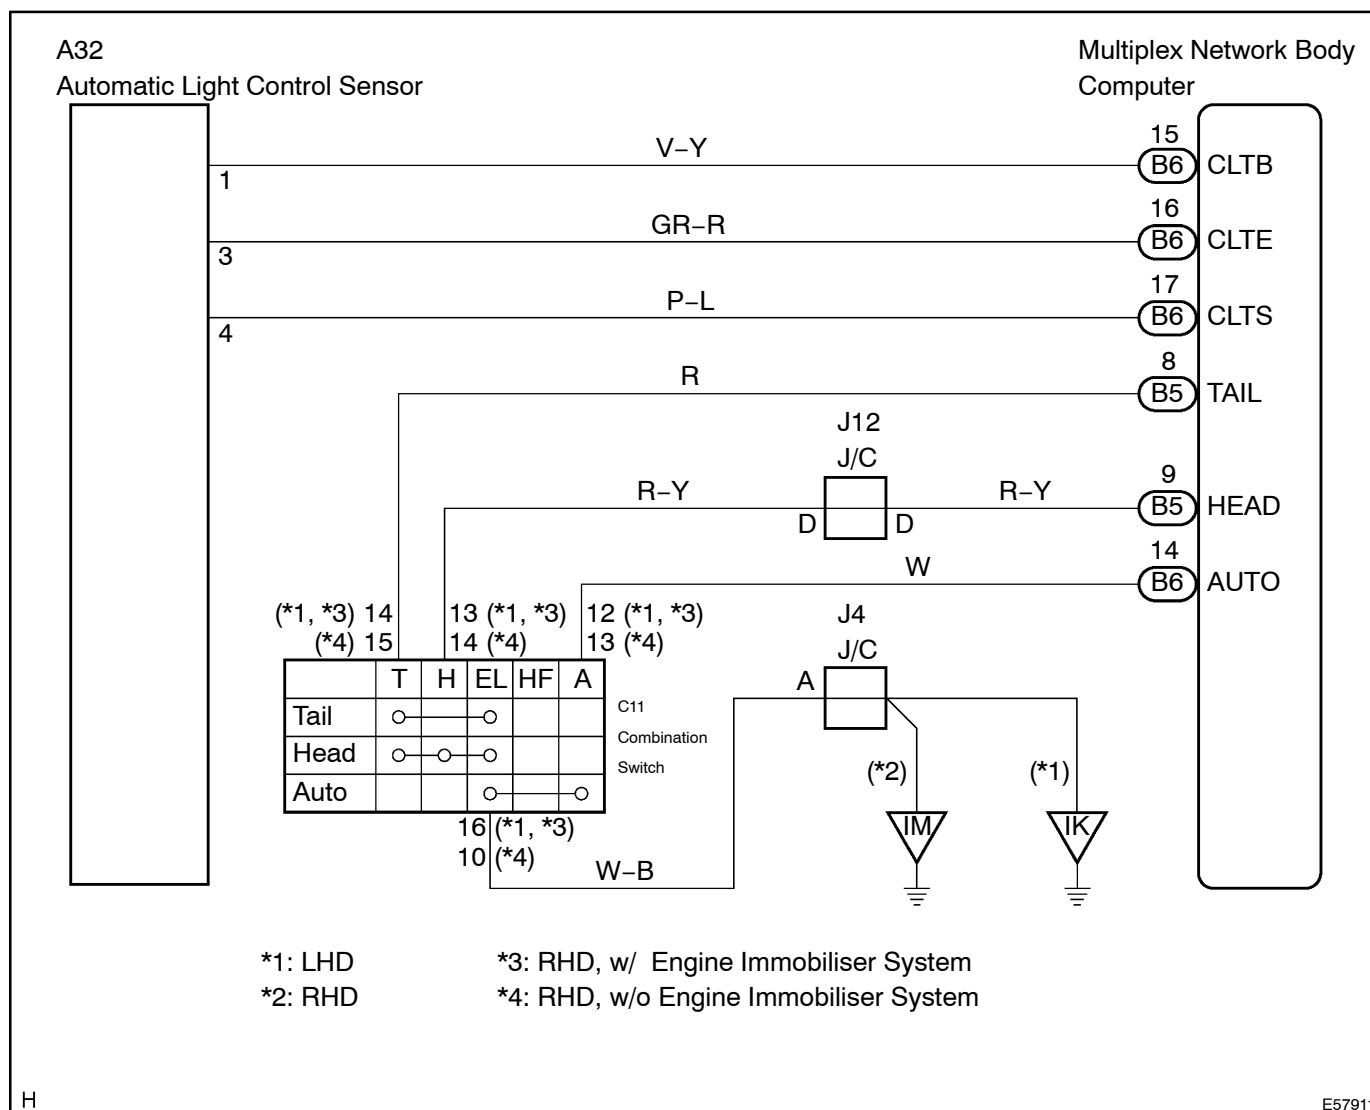 A32
Automatic Light Control Sensor
Multiplex Network Body
Computer
V–Y
1
15
B6 CLTB
GR–R
3
16
B6 CLTE
P–L
4
17
B6 CLTS
R
8
B5 TAIL
J12
J/C
R–Y
D D
R–Y
9
B5 HEAD
W
14
B6 AUTO
(*1, *3) 14
(*4) 15
13 (*1, *3)
14 (*4)
12 (*1, *3)
13 (*4)
J4
J/C
A
T H EL HF A
Tail
Head
Auto
C11
Combination
Switch
16 (*1, *3)
10 (*4)
W–B
(*2)
(*1)
IM
IK
*1: LHD
*2: RHD
*3: RHD, w/ Engine Immobiliser System
*4: RHD, w/o Engine Immobiliser System
H